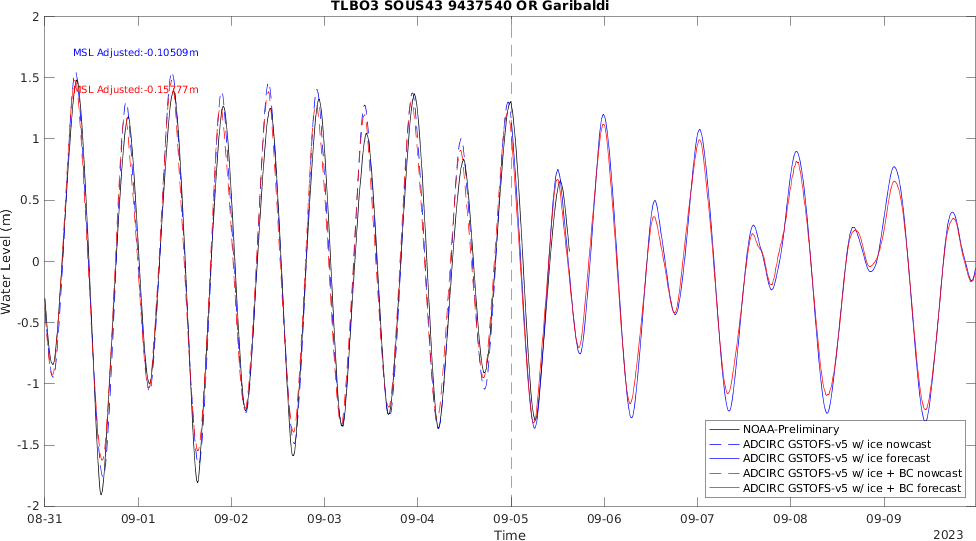 TLBO3 SOUS43 9437540 OR Garibaldi
2
1.5
1
0.5
0
-0.5
-1
-1.5
-2
Water Level (m)
MSL Adjusted:-0.10509m
MSL Adjusted:-0.15777m
NOAA-Preliminary
ADCIRC GSTOFS-v5 w/ ice nowcast
ADCIRC GSTOFS-v5 w/ ice forecast
ADCIRC GSTOFS-v5 w/ ice + BC nowcast
ADCIRC GSTOFS-v5 w/ ice + BC forecast
08-31 09-01 09-02 09-03 09-04 09-05 09-06 09-07 09-08 09-09
Time
2023